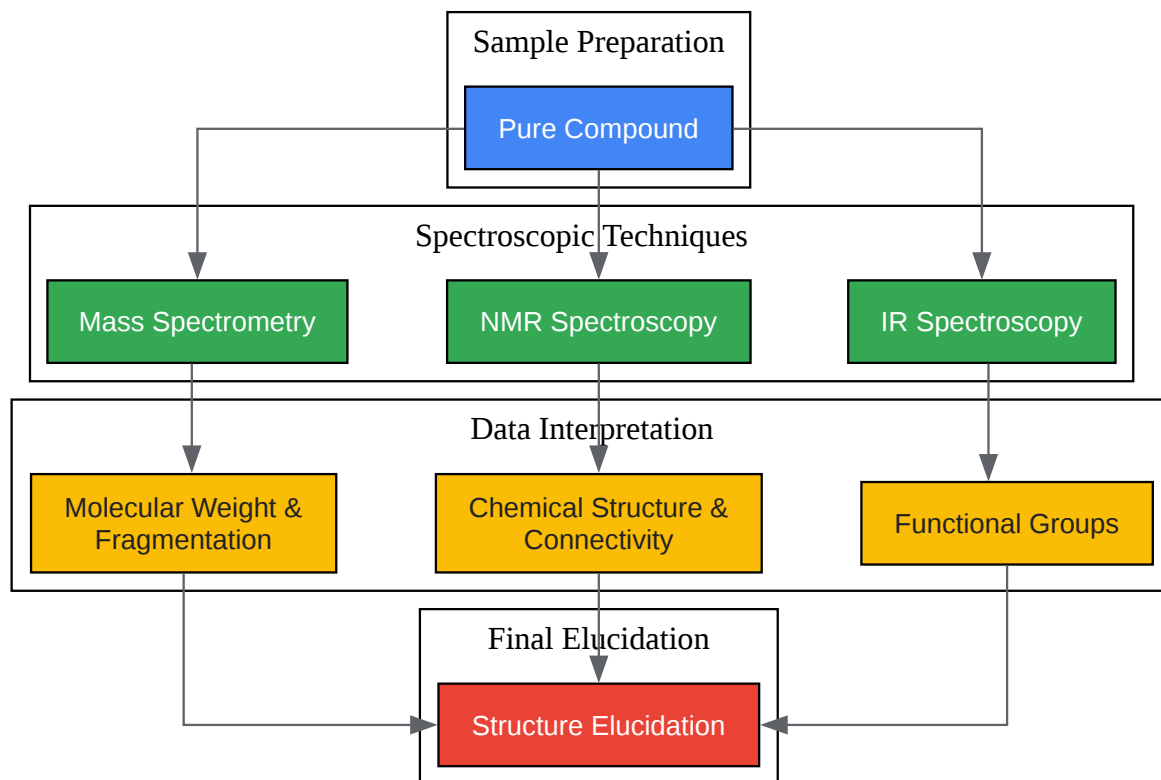 Sample Preparation
Pure Compound
Spectroscopic Techniques
Mass Spectrometry
NMR Spectroscopy
IR Spectroscopy
Data Interpretation
Molecular Weight &
Fragmentation
Chemical Structure &
Connectivity
Functional Groups
Final Elucidation
Structure Elucidation